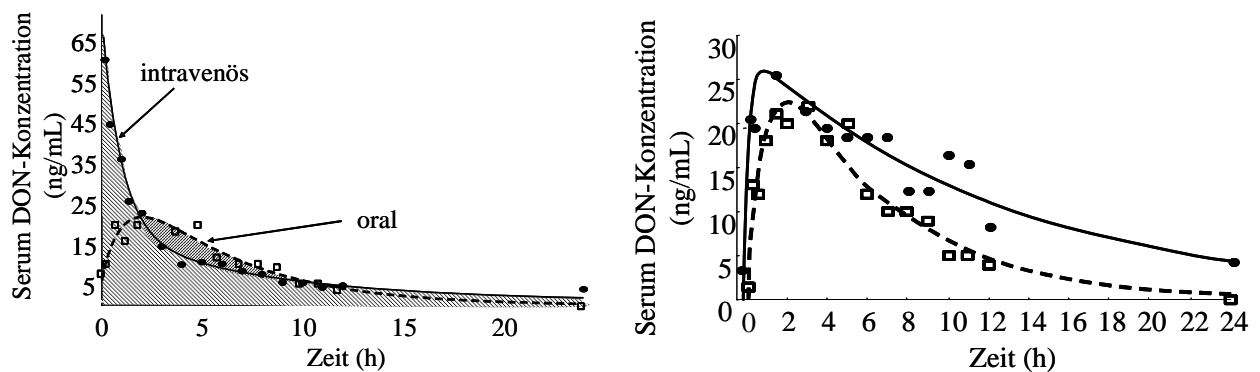 Serum DON-Konzentration
(ng/mL)
65
55
45
35
25
15
5
intravenös
oral
0 5 10 15 20
Zeit (h)
Serum DON-Konzentration
(ng/mL)
30
25
20
15
10
5
0
0 2 4 6 8 10 12 14 16 18 20 22 24
Zeit (h)